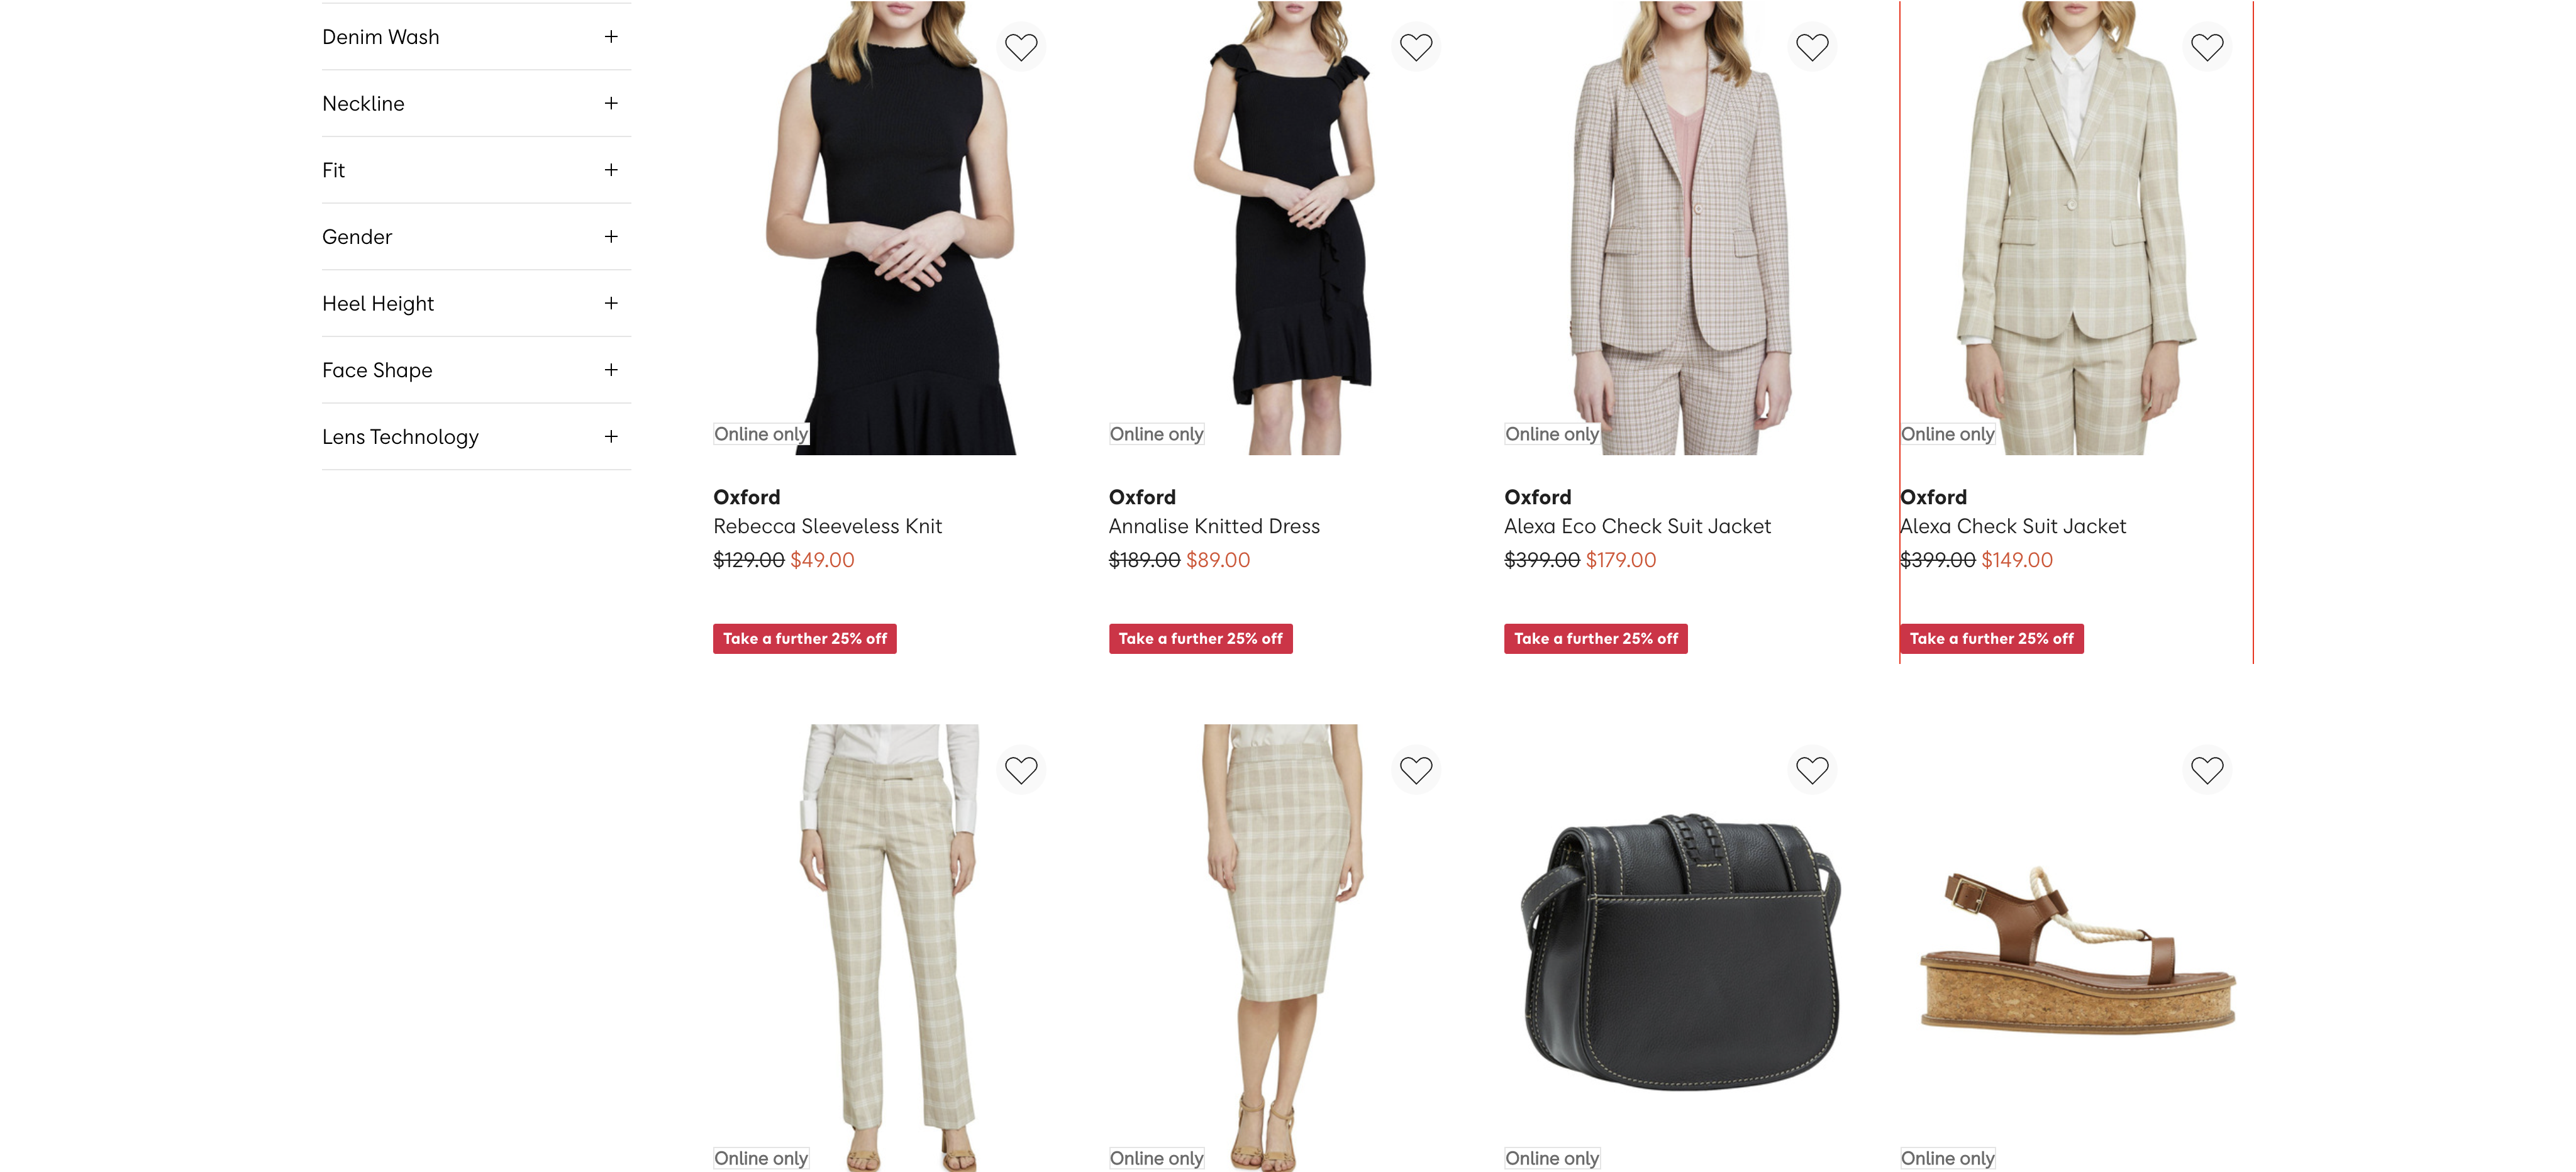 Denim Wash
Neckline
Fit
Gender
Heel Height
Face Shape
Lens Technology
Online only
Oxford
Rebecca Sleeveless Knit
$129.00 $49.00
Take a further 25% off
Online only
Oxford
Annalise Knitted Dress
$189.00 $89.00
Take a further 25% off
Online only
Oxford
Alexa Eco Check Suit Jacket
$399.00 $179.00
Take a further 25% off
Online only
Oxford
Alexa Check Suit Jacket
$399.00 $149.00
Take a further 25% off
Online only
Online only
Online only
Online only